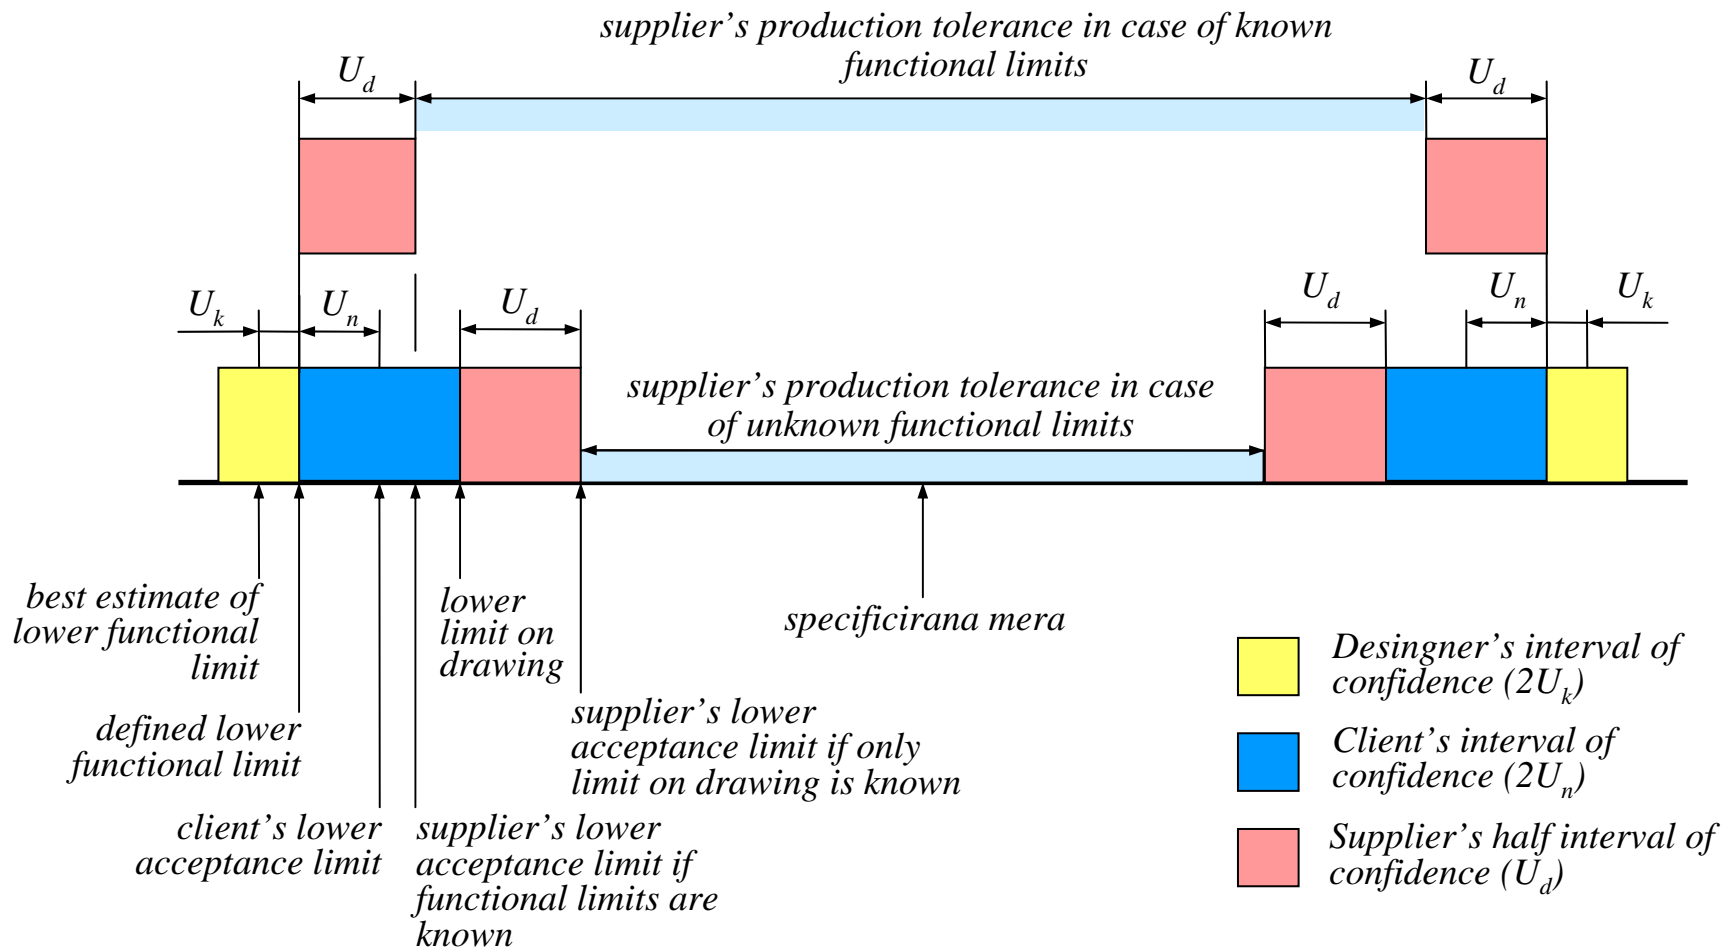 supplier's production tolerance in case of known
functional limits
U_d
U_d
U_k
U_n
U_d
U_d
U_n
U_k
supplier's production tolerance in case
of unknown functional limits
best estimate of
lower functional
limit
lower
limit on
drawing
specificirana mera
defined lower
functional limit
supplier's lower
acceptance limit if only
limit on drawing is known
client's lower
acceptance limit
supplier's lower
acceptance limit if
functional limits are
known
Desingner's interval of
confidence (2U_k)
Client's interval of
confidence (2U_n)
Supplier's half interval of
confidence (U_d)